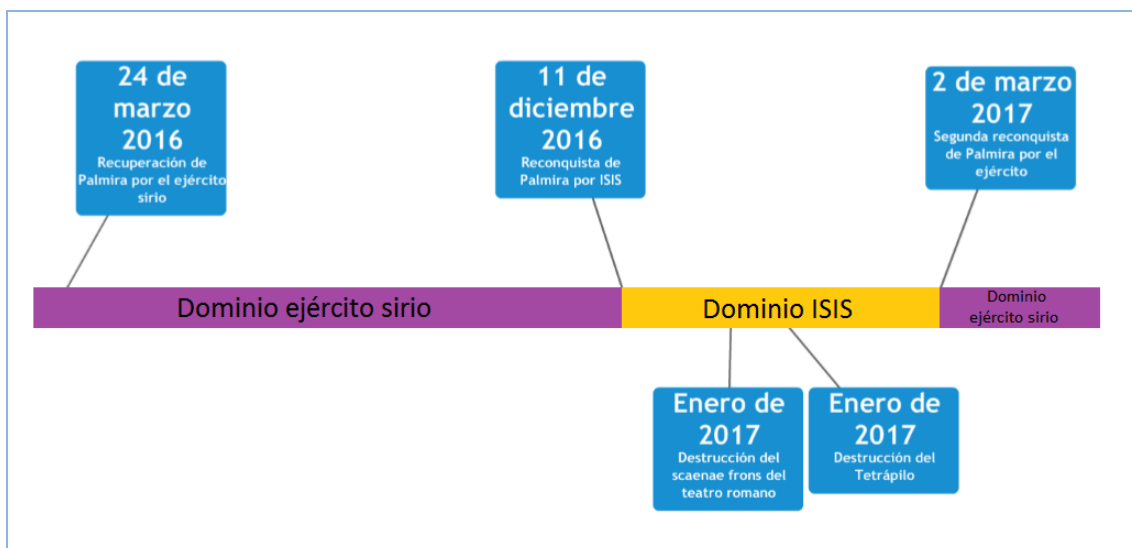 24 de
marzo
2016
Recuperación de
Palmira por el ejército
sirio
11 de
diciembre
2016
Reconquista de
Palmira por ISIS
2 de marzo
2017
Segunda reconquista
de Palmira por el
ejército
Dominio ejército sirio
Dominio ISIS
Dominio
ejército sirio
Enero de
2017
Destrucción del
scaenae frons del
teatro romano
Enero de
2017
Destrucción del
Tetrápilo